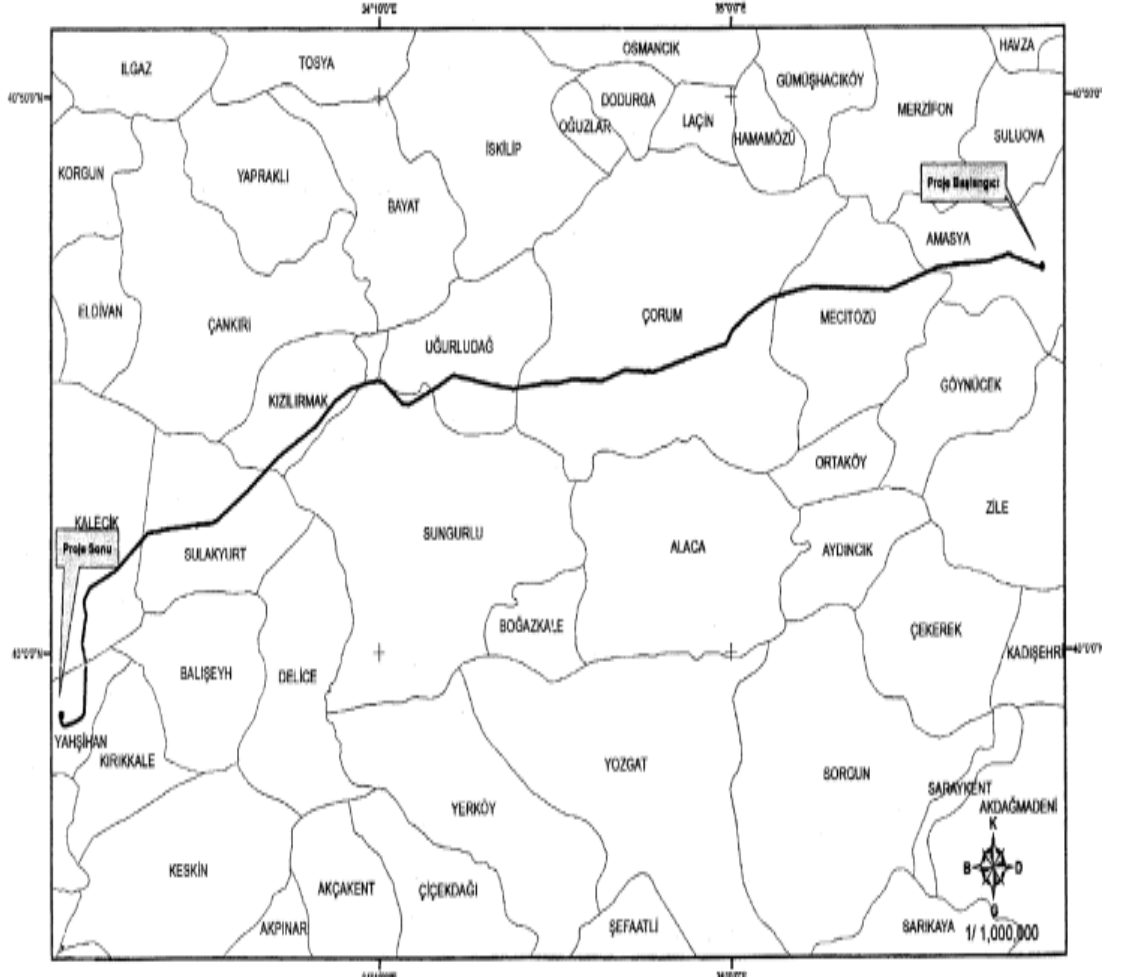 HAVZA
OSMANCIK
ILGAZ
TOSYA
GÜMÜŞHACIKÖY
DODURGA
MERZİFON
LAÇİN
OĞUZLAR
HAMAMÖZÜ
SULUOVA
İSKİLİP
KORGUN
YAPRAKLI
Proje Başlangıcı
BAYAT
AMASYA
ELDİVAN
ÇANKIRI
ÇORUM
MECİTÖZÜ
UĞURLUDAĞ
GÖYNÜCEK
KIZILIRMAK
ORTAKÖY
ZİLE
KALECİK
Proje Sonu
SUNGURLU
SULAKYURT
ALACA
AYDINCIK
BOĞAZKALE
ÇEKEREK
KADIŞEHRİ
BALIŞEYH
DELİCE
YAHŞİHAN
KIRIKKALE
YOZGAT
SORGUN
SARAYKENT
AKDAĞMADENİ
YERKÖY
K
B
D
G
KESKİN
AKÇAKENT
ÇİÇEKDAĞI
AKPINAR
ŞEFAATLİ
SARIKAYA
1/ 1,000,000